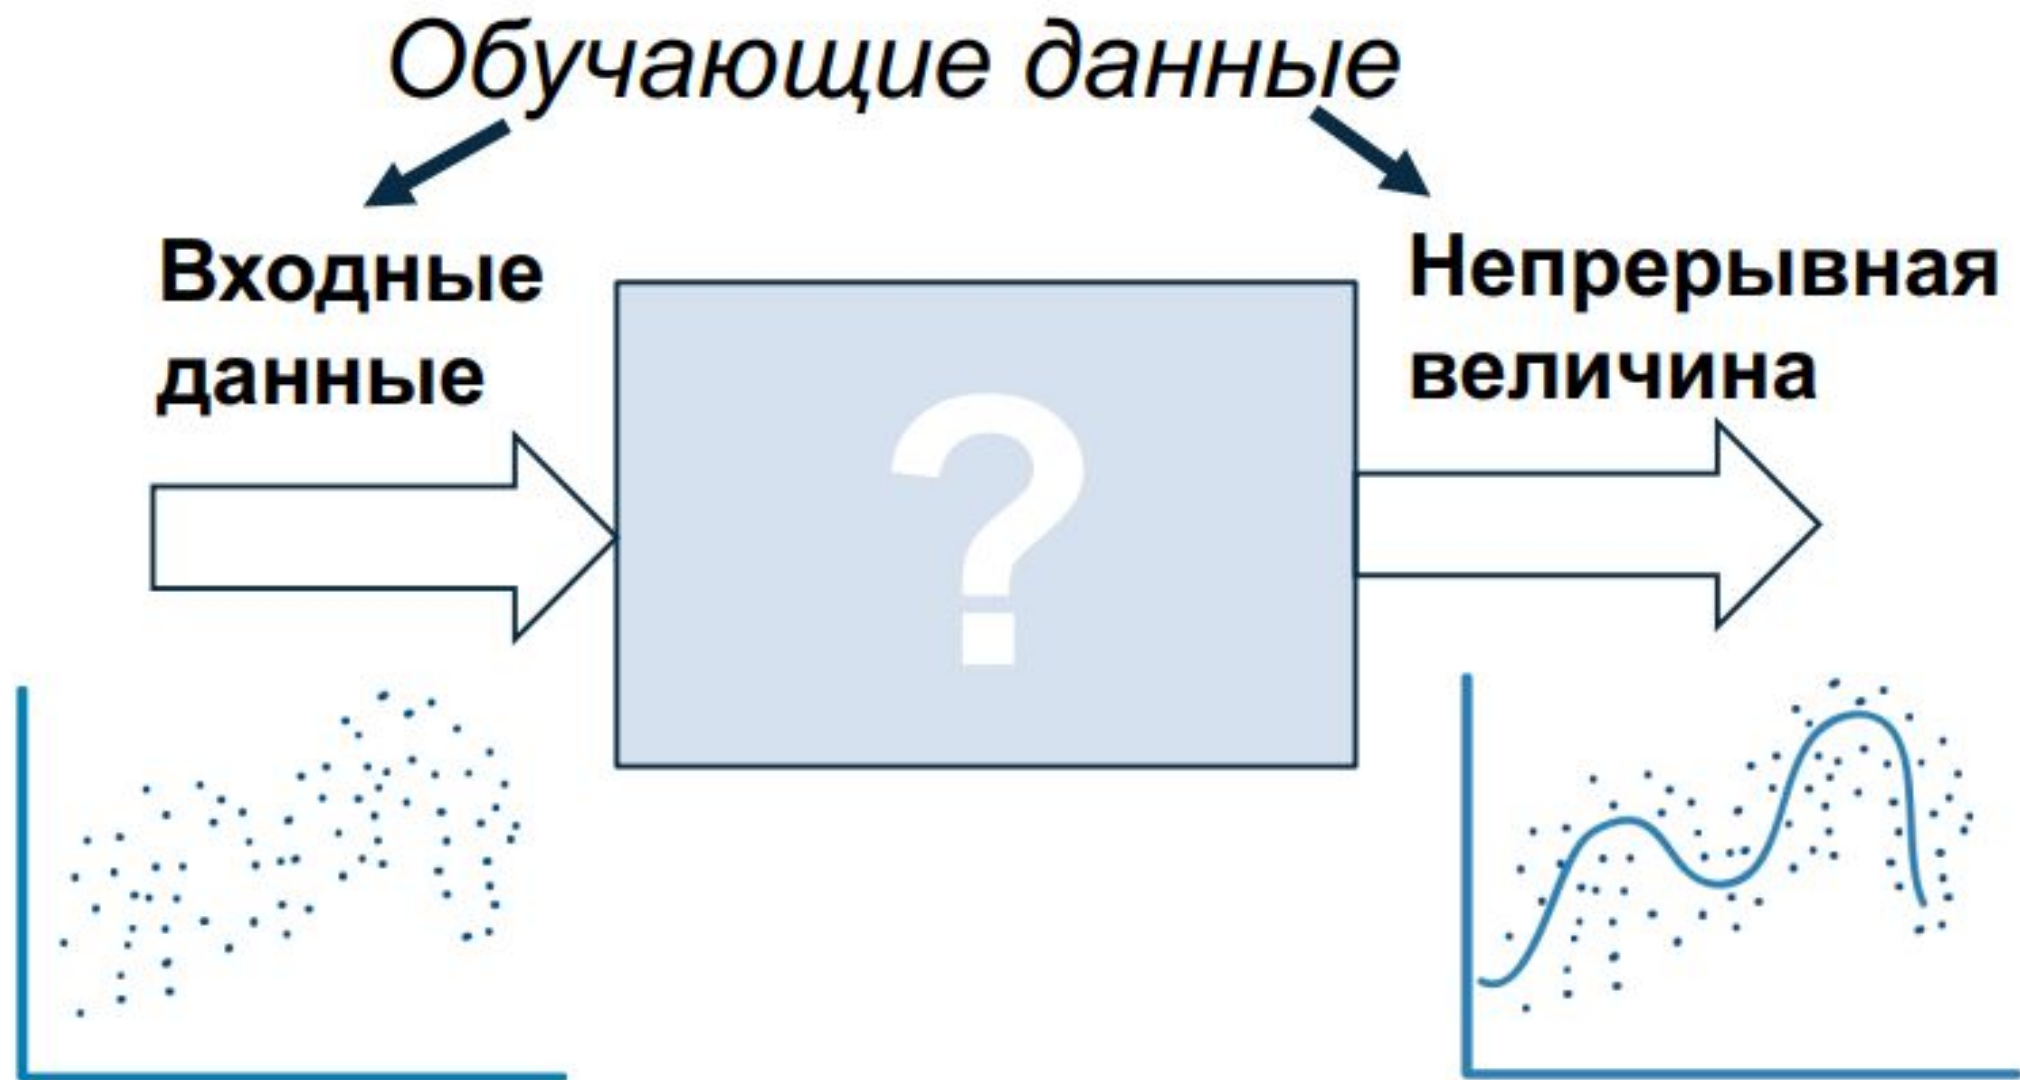 Обучающие данные
Входные
данные
Непрерывная
величина
?